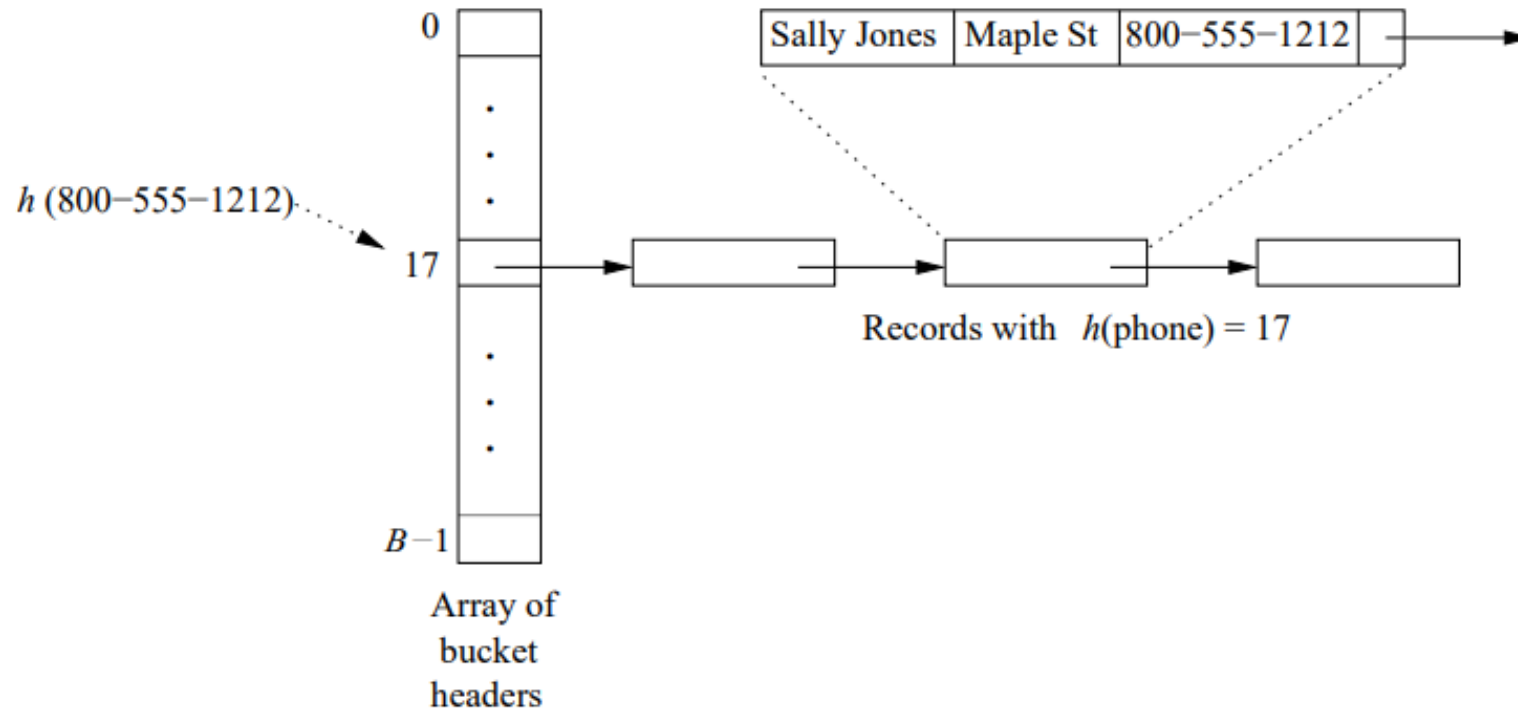 0
Sally Jones Maple St 800−555−1212
h (800−555−1212)
17
Records with h(phone) = 17
B−1
Array of
bucket
headers